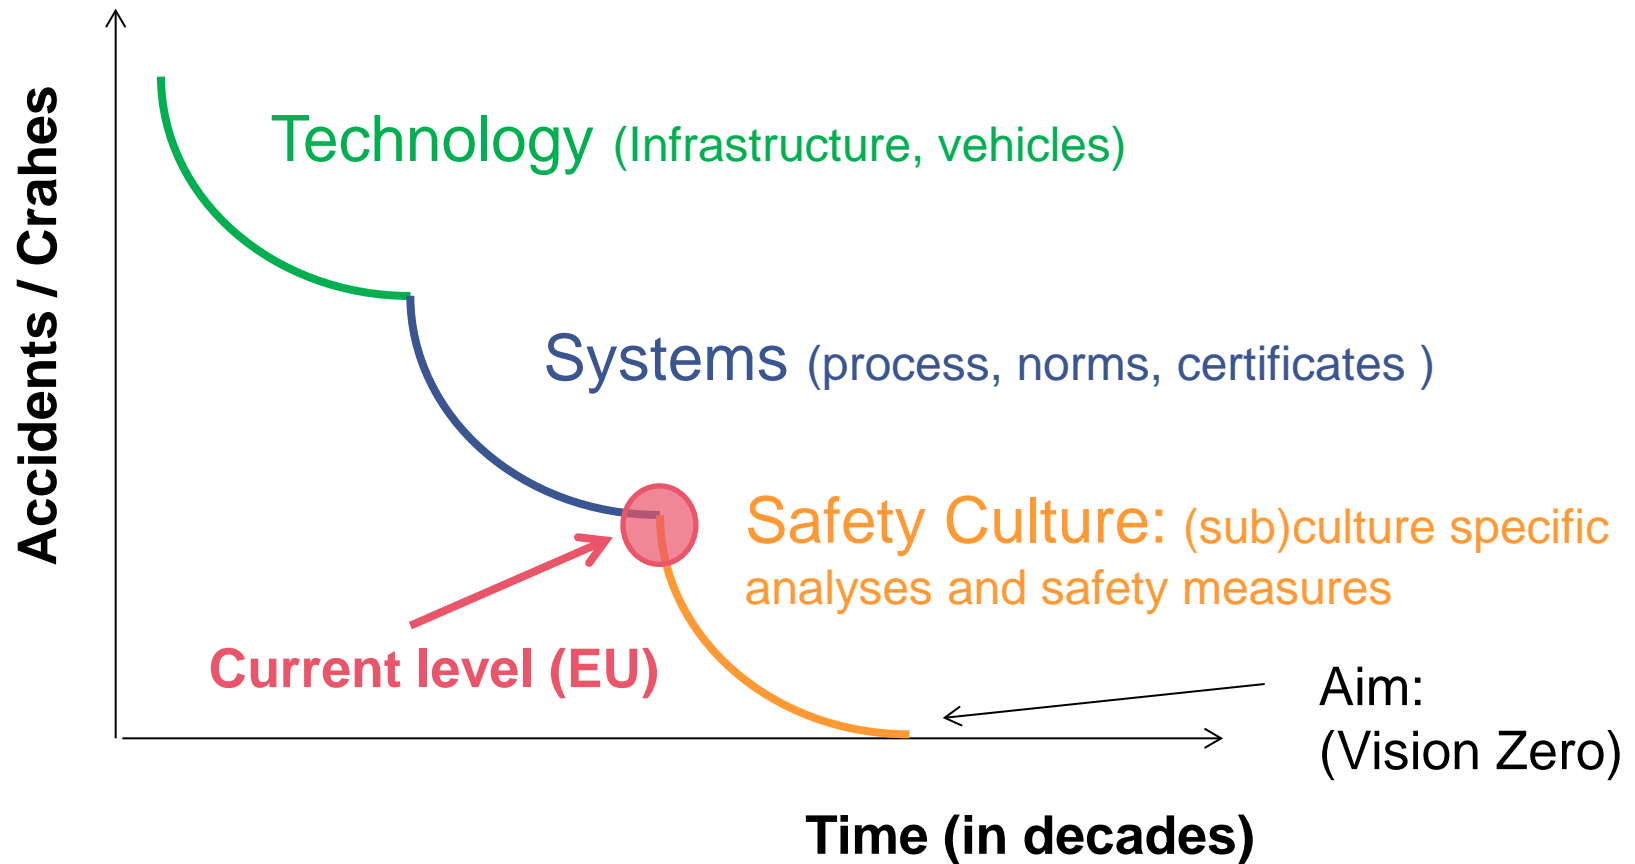 Accidents / Crahes
Technology (Infrastructure, vehicles)
Systems (process, norms, certificates )
Safety Culture: (sub)culture specific
analyses and safety measures
Current level (EU)
Aim:
(Vision Zero)
Time (in decades)